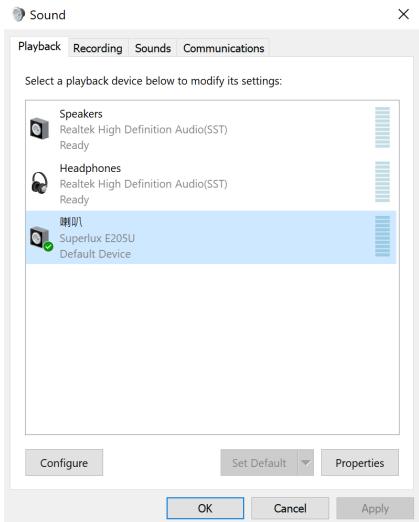 Sound
Playback Recording Sounds Communications
Select a playback device below to modify its settings:
Speakers
Realtek High Definition Audio(SST)
Ready
Headphones
Realtek High Definition Audio(SST)
Ready
喇叭
Superlux E205U
Default Device
Configure Set Default Properties
OK Cancel Apply